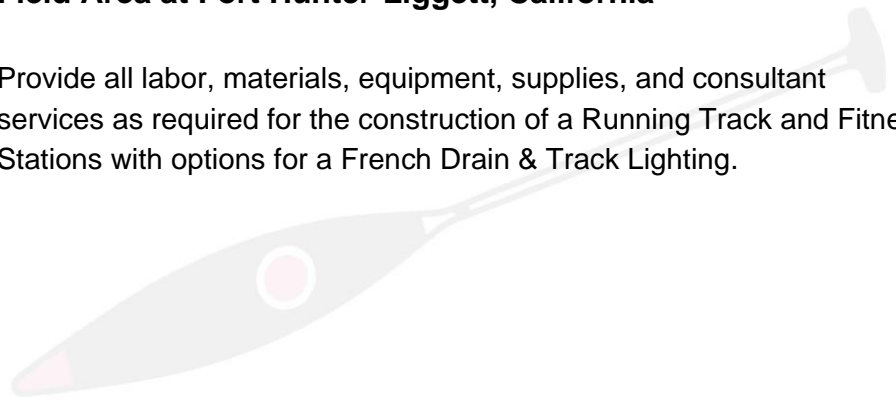 Field Area at Fort Hunter Liggett, California
Provide all labor, materials, equipment, supplies, and consultant
services as required for the construction of a Running Track and Fitne
Stations with options for a French Drain & Track Lighting.